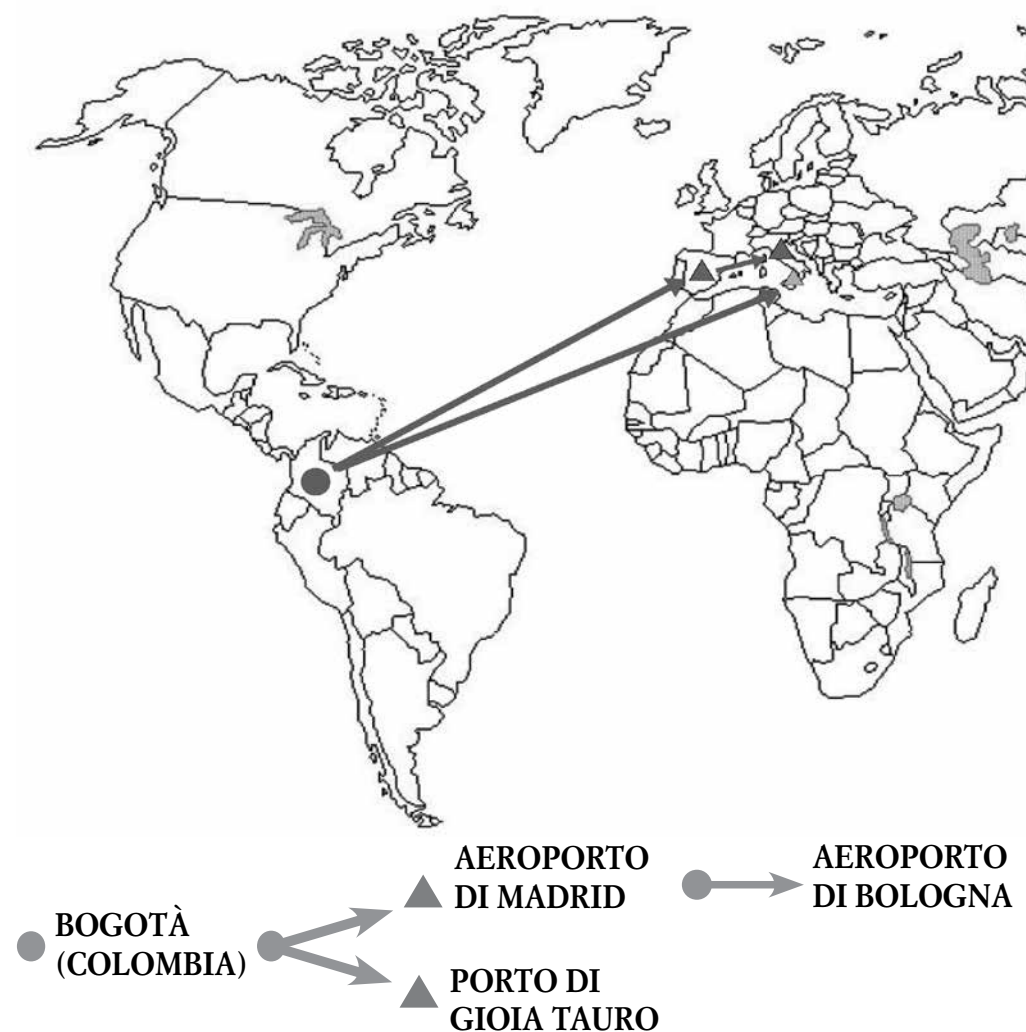 BOGOTÀ
(COLOMBIA)
AEROPORTO
DI MADRID
AEROPORTO
DI BOLOGNA
PORTO DI
GIOIA TAURO